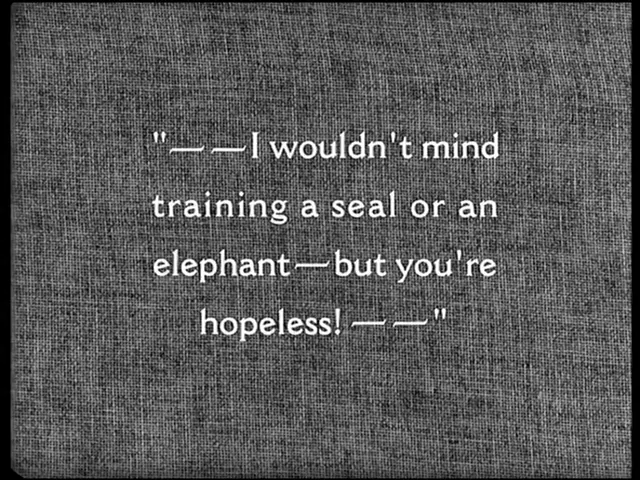 "— —I wouldn't mind
training a seal or an
elephant—but you're
hopeless! — —"